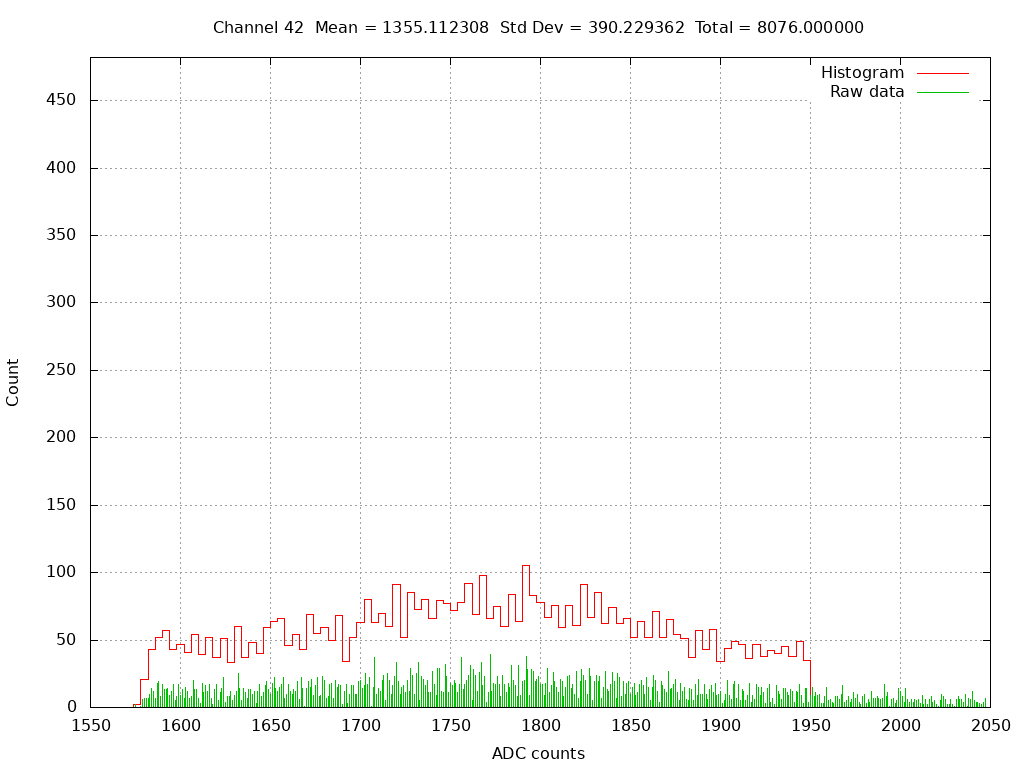 Channel 42  Mean = 1355.112308  Std Dev = 390.229362  Total = 8076.000000
Histogram
Raw data
450
400
350
300
250
200
150
100
50
0
Count
1550 1600 1650 1700 1750 1800 1850 1900 1950 2000 2050
ADC counts